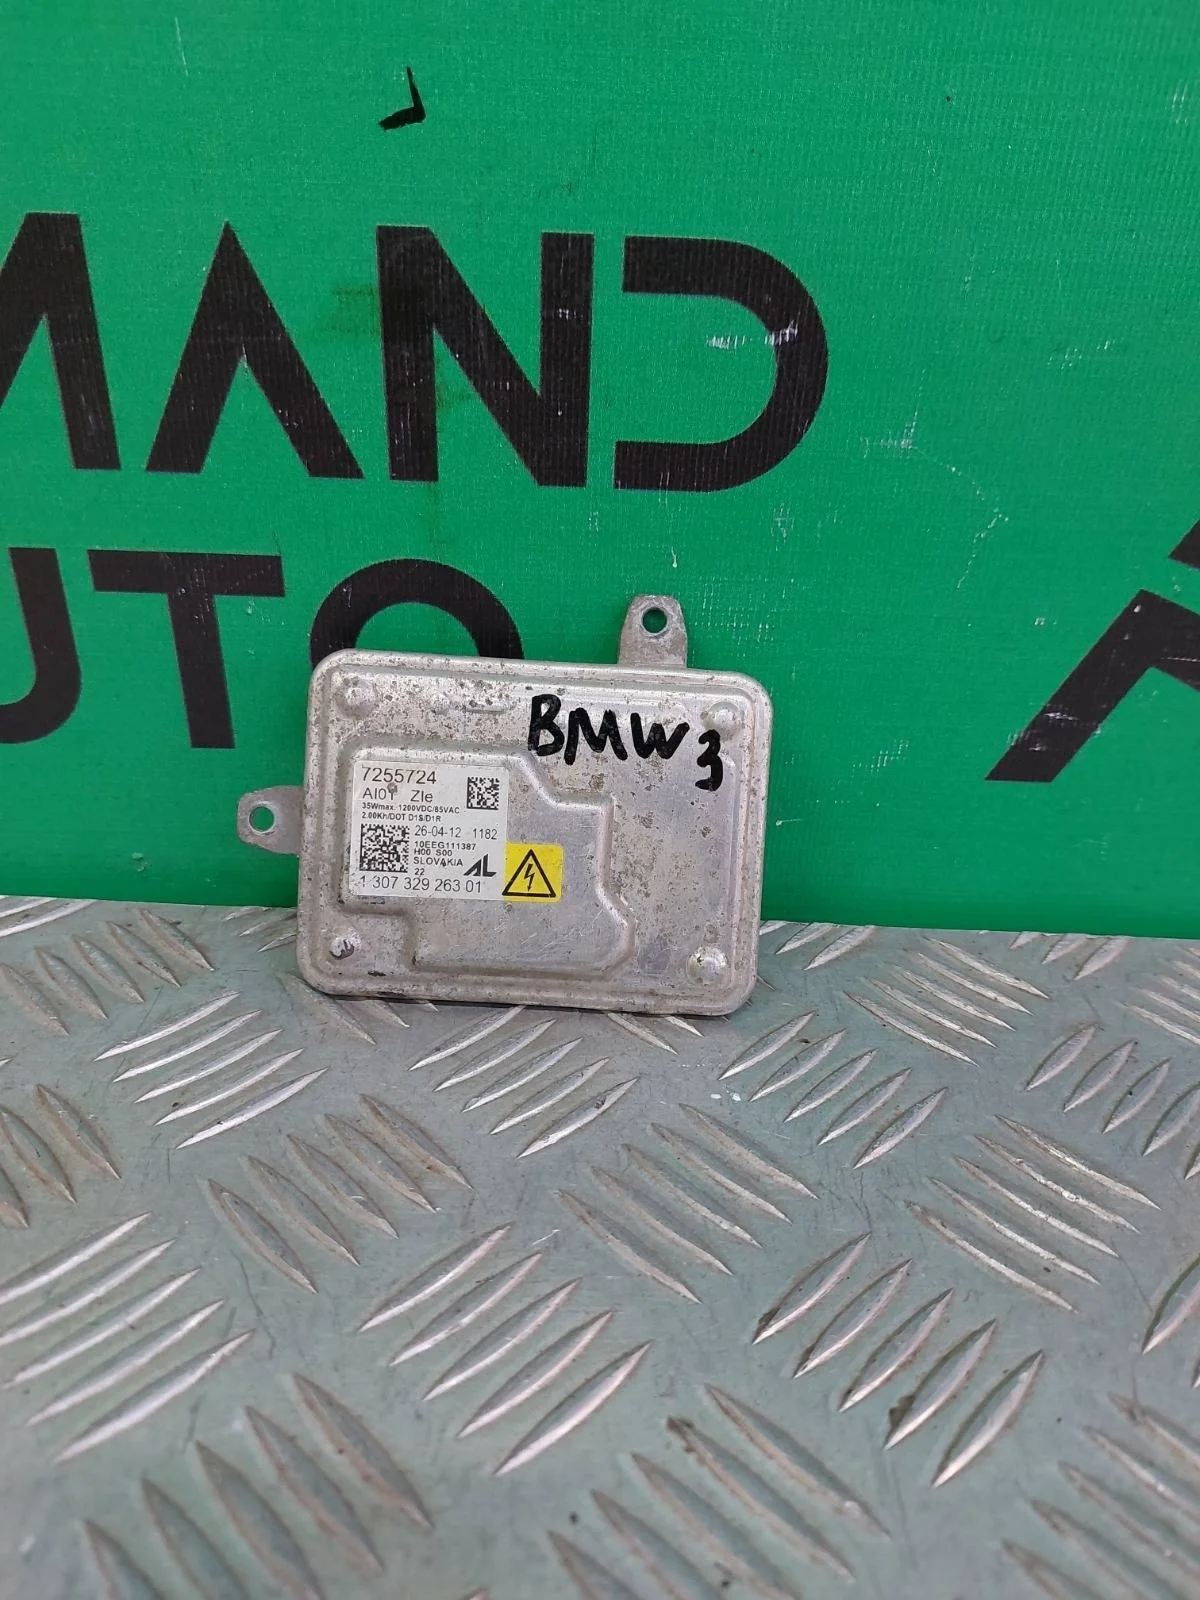 MAND
UTO
BMW 3
7255724
AI01 ZIe
35Wmax. 1200VDC/85VAC
2.00Kh/DOT D1S/D1R
26-04-12 1182
10EEG111387
H00 S00
SLOVAKIA
22
AL
1 307 329 263 01